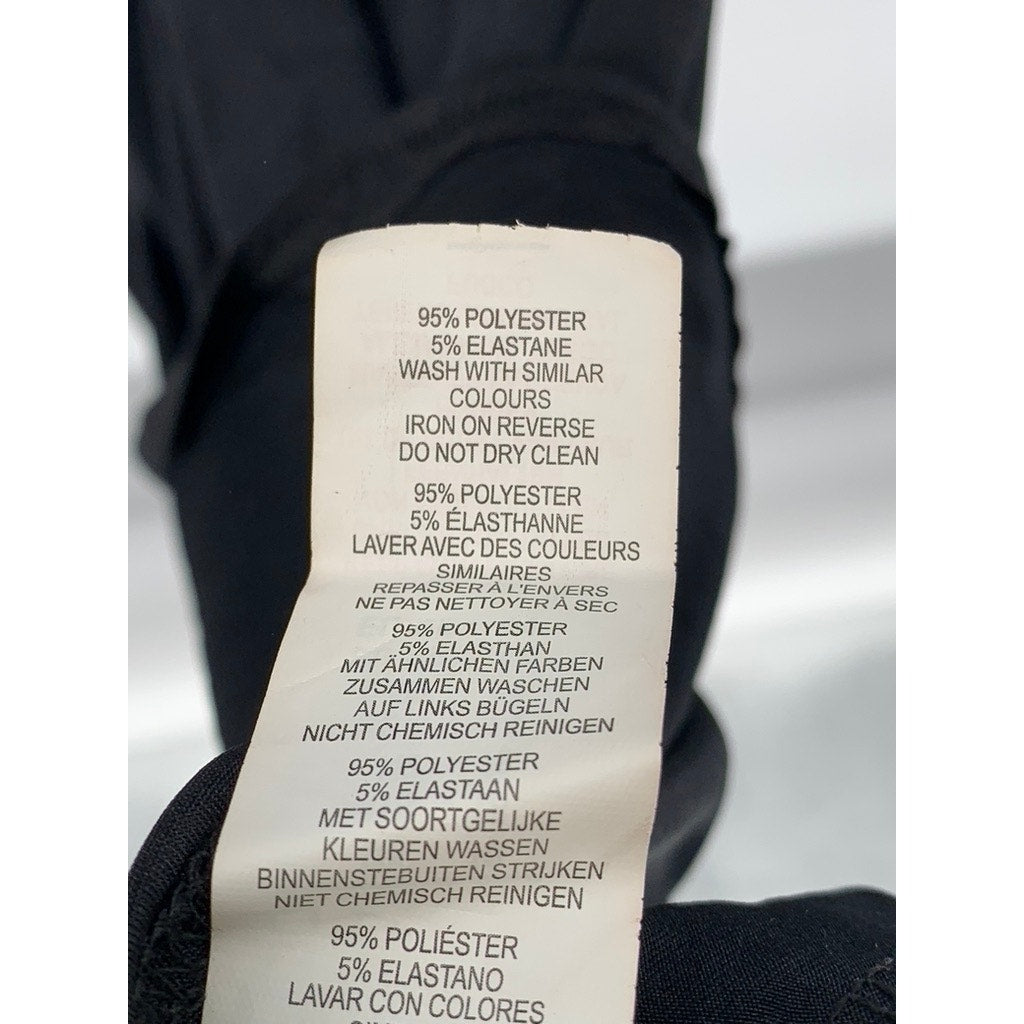 95% POLYESTER
5% ELASTANE
WASH WITH SIMILAR
COLOURS
IRON ON REVERSE
DO NOT DRY CLEAN
95% POLYESTER
5% ÉLASTHANNE
LAVER AVEC DES COULEURS
SIMILAIRES
REPASSER À L'ENVERS
NE PAS NETTOYER À SEC
95% POLYESTER
5% ELASTHAN
MIT ÄHNLICHEN FARBEN
ZUSAMMEN WASCHEN
AUF LINKS BÜGELN
NICHT CHEMISCH REINIGEN
95% POLYESTER
5% ELASTAAN
MET SOORTGELIJKE
KLEUREN WASSEN
BINNENSTEBUITEN STRIJKEN
NIET CHEMISCH REINIGEN
95% POLIÉSTER
5% ELASTANO
LAVAR CON COLORES